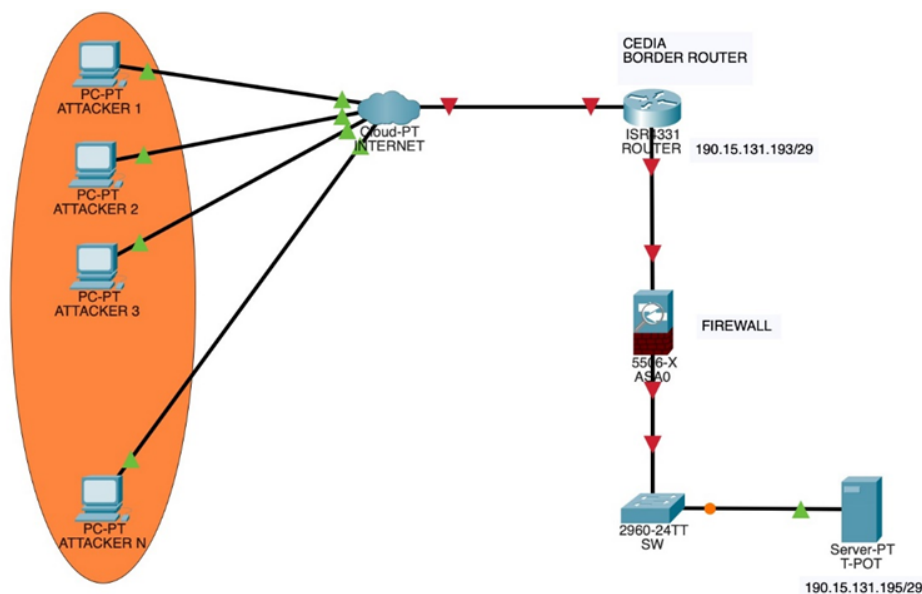 PC-PT
ATTACKER 1
PC-PT
ATTACKER 2
PC-PT
ATTACKER 3
PC-PT
ATTACKER N
Cloud-PT
INTERNET
CEDIA
BORDER ROUTER
ISR4331
ROUTER
190.15.131.193/29
5506-X
ASA0
FIREWALL
2960-24TT
SW
Server-PT
T-POT
190.15.131.195/29